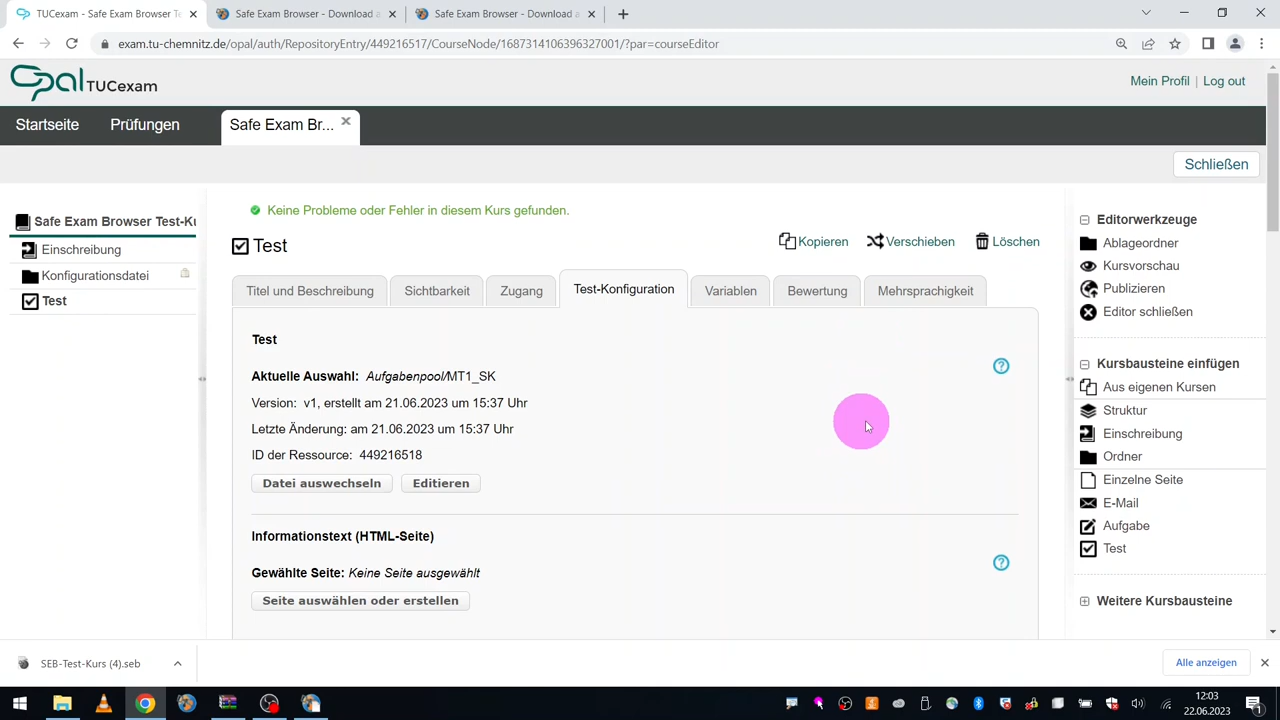 TUCexam - Safe Exam Browser Te
Safe Exam Browser - Download a
Safe Exam Browser - Download a
exam.tu-chemnitz.de/opal/auth/RepositoryEntry/449216517/CourseNode/1687314106396327001/?par=courseEditor
Opal TUCexam
Mein Profil | Log out
Startseite
Prüfungen
Safe Exam Br...
Schließen
Safe Exam Browser Test-Ku
Einschreibung
Konfigurationsdatei
Test
Keine Probleme oder Fehler in diesem Kurs gefunden.
Test
Kopieren
Verschieben
Löschen
Titel und Beschreibung
Sichtbarkeit
Zugang
Test-Konfiguration
Variablen
Bewertung
Mehrsprachigkeit
Test
Aktuelle Auswahl: Aufgabenpool/MT1_SK
Version: v1, erstellt am 21.06.2023 um 15:37 Uhr
Letzte Änderung: am 21.06.2023 um 15:37 Uhr
ID der Ressource: 449216518
Datei auswechseln
Editieren
Informationstext (HTML-Seite)
Gewählte Seite: Keine Seite ausgewählt
Seite auswählen oder erstellen
Editorwerkzeuge
Ablageordner
Kursvorschau
Publizieren
Editor schließen
Kursbausteine einfügen
Aus eigenen Kursen
Struktur
Einschreibung
Ordner
Einzelne Seite
E-Mail
Aufgabe
Test
Weitere Kursbausteine
SEB-Test-Kurs (4).seb
Alle anzeigen
12:03
22.06.2023
1